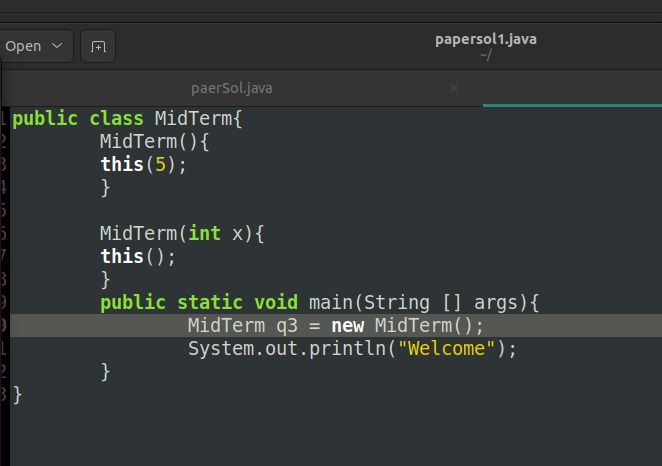 Open
papersol1.java
~/
paerSol.java
public class MidTerm{
MidTerm(){
this(5);
}
MidTerm(int x){
this();
}
public static void main(String [] args){
MidTerm q3 = new MidTerm();
System.out.println("Welcome");
}
}